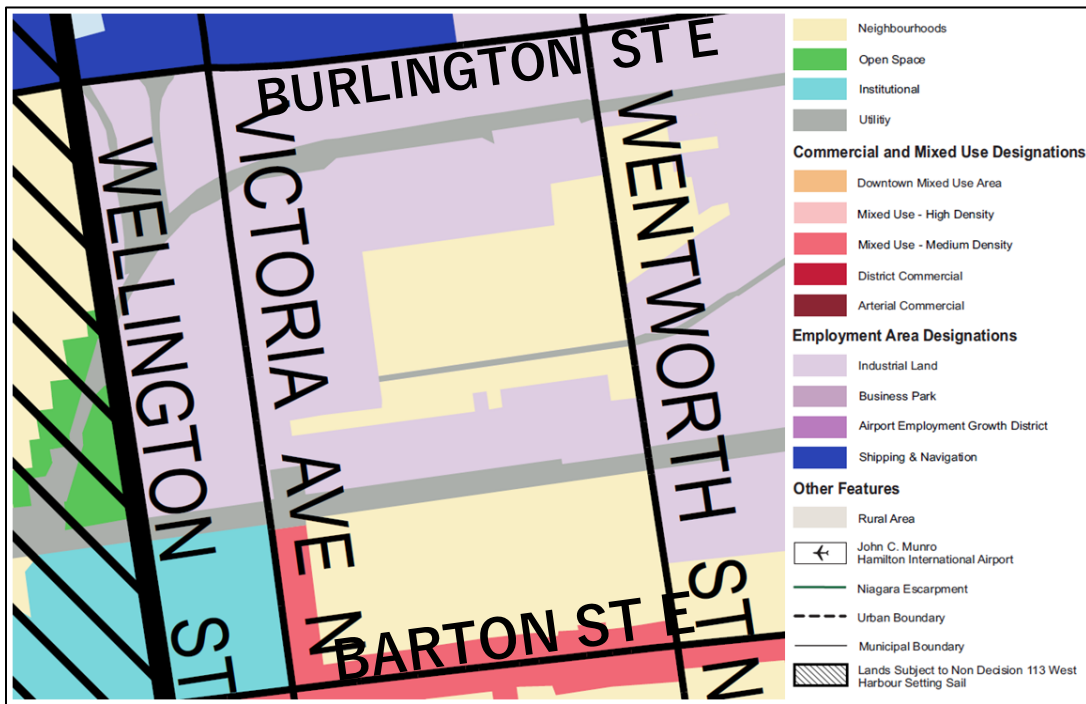 BURLINGTON ST E
WELLINGTON ST
VICTORIA AVE N
WENTWORTH ST N
BARTON ST E
Neighbourhoods
Open Space
Institutional
Utilitiy
Commercial and Mixed Use Designations
Downtown Mixed Use Area
Mixed Use - High Density
Mixed Use - Medium Density
District Commercial
Arterial Commercial
Employment Area Designations
Industrial Land
Business Park
Airport Employment Growth District
Shipping & Navigation
Other Features
Rural Area
John C. Munro
Hamilton International Airport
Niagara Escarpment
Urban Boundary
Municipal Boundary
Lands Subject to Non Decision 113 West
Harbour Setting Sail